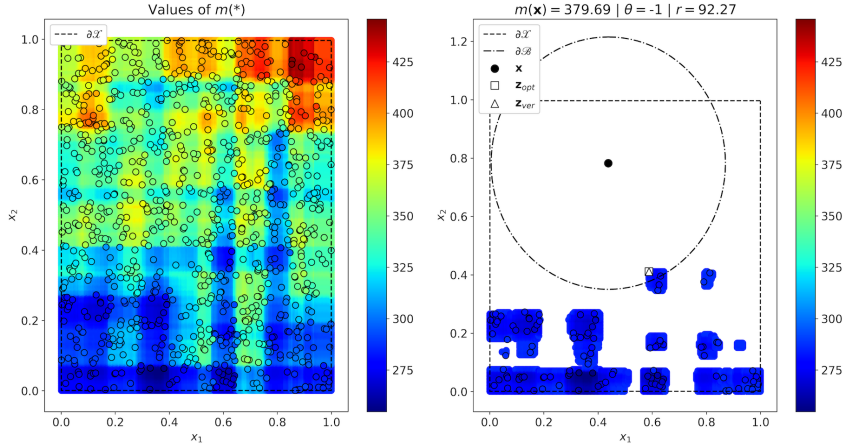 Values of m(*)
∂𝒳
1.0
0.8
0.6
0.4
0.2
0.0
x₂
0.0 0.2 0.4 0.6 0.8 1.0
x₁
425
400
375
350
325
300
275
m(x) = 379.69 | θ = -1 | r = 92.27
∂𝒳
∂ℬ
x
z_opt
z_ver
1.2
1.0
0.8
0.6
0.4
0.2
0.0
x₂
0.0 0.2 0.4 0.6 0.8 1.0
x₁
425
400
375
350
325
300
275